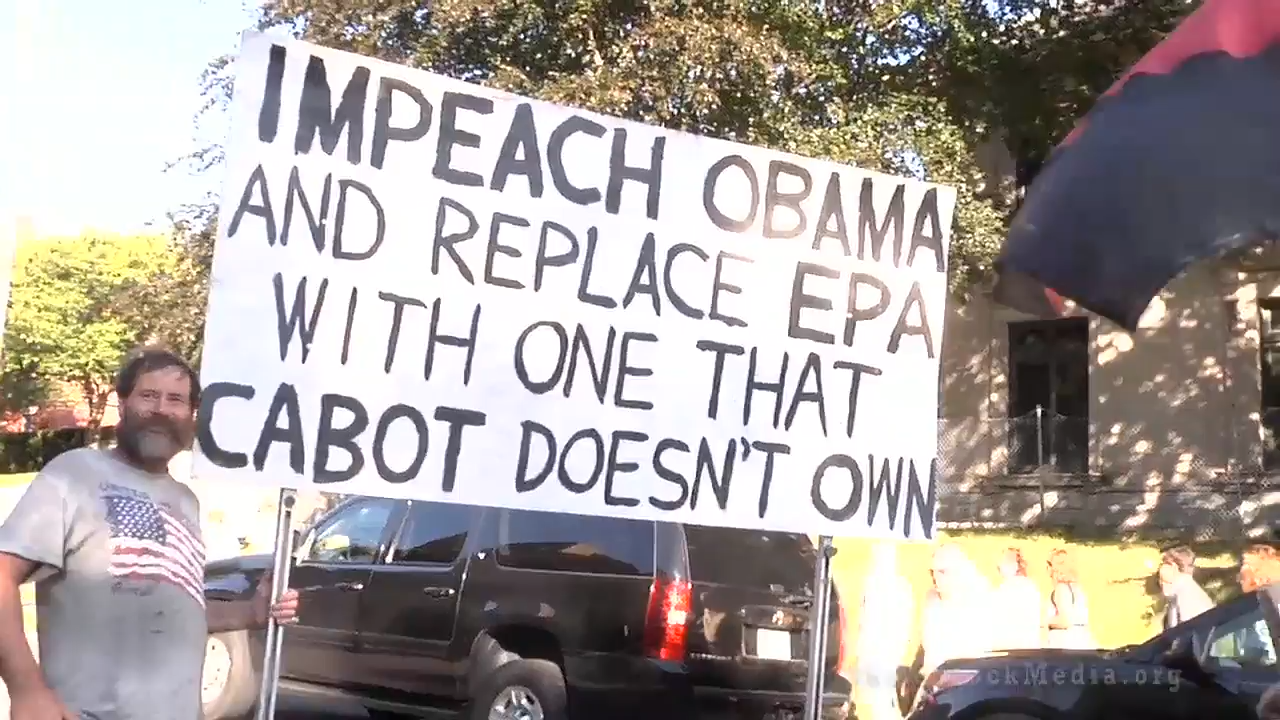 IMPEACH OBAMA
AND REPLACE EPA
WITH ONE THAT
CABOT DOESN'T OWN